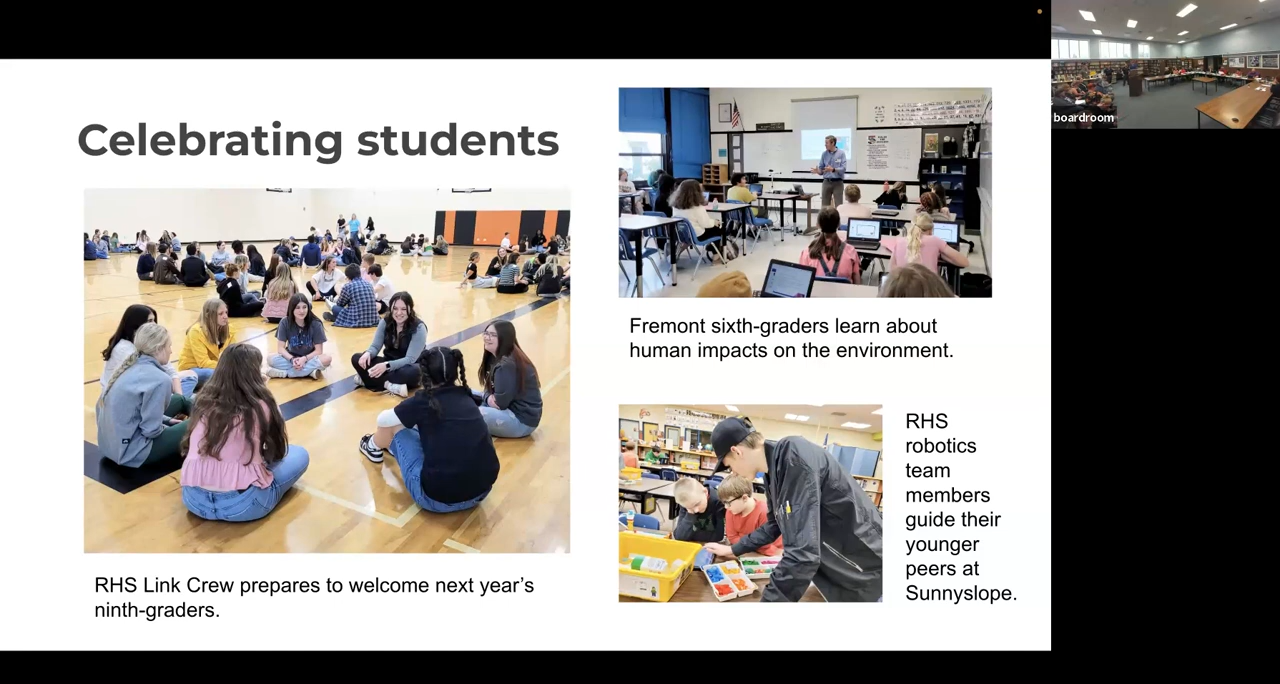 Celebrating students
RHS Link Crew prepares to welcome next year’s
ninth-graders.
Fremont sixth-graders learn about
human impacts on the environment.
RHS
robotics
team
members
guide their
younger
peers at
Sunnyslope.
boardroom